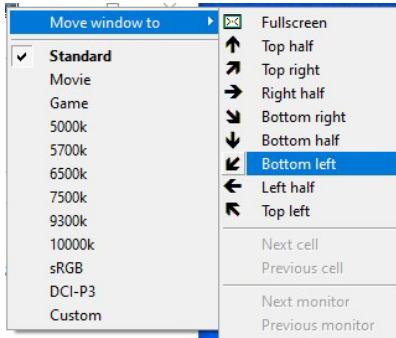 Move window to
Standard
Movie
Game
5000k
5700k
6500k
7500k
9300k
10000k
sRGB
DCI-P3
Custom
Fullscreen
Top half
Top right
Right half
Bottom right
Bottom half
Bottom left
Left half
Top left
Next cell
Previous cell
Next monitor
Previous monitor